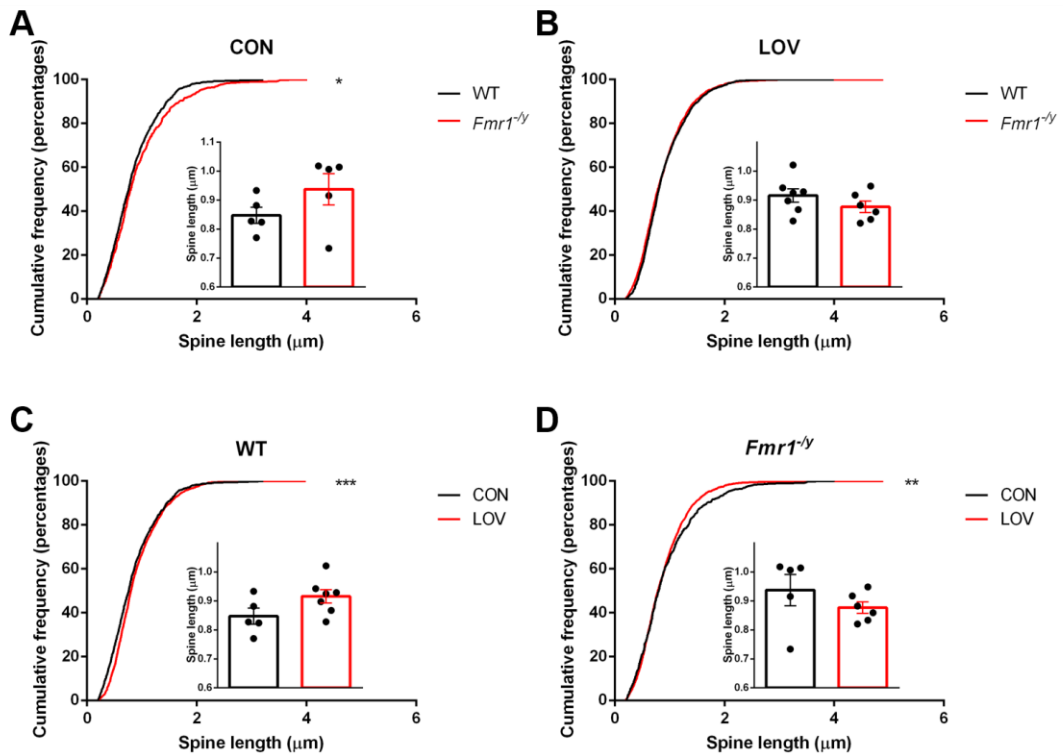 A
CON
Cumulative frequency (percentages)
100
80
60
40
20
0
0 2 4 6
Spine length (μm)
*
WT
Fmr1-/y
Spine length (μm)
1.1
1.0
0.9
0.8
0.7
0.6
B
LOV
Cumulative frequency (percentages)
100
80
60
40
20
0
0 2 4 6
Spine length (μm)
WT
Fmr1-/y
Spine length (μm)
1.0
0.9
0.8
0.7
0.6
C
WT
Cumulative frequency (percentages)
100
80
60
40
20
0
0 2 4 6
Spine length (μm)
***
CON
LOV
Spine length (μm)
1.0
0.9
0.8
0.7
0.6
D
Fmr1-/y
Cumulative frequency (percentages)
100
80
60
40
20
0
0 2 4 6
Spine length (μm)
**
CON
LOV
Spine length (μm)
1.0
0.9
0.8
0.7
0.6